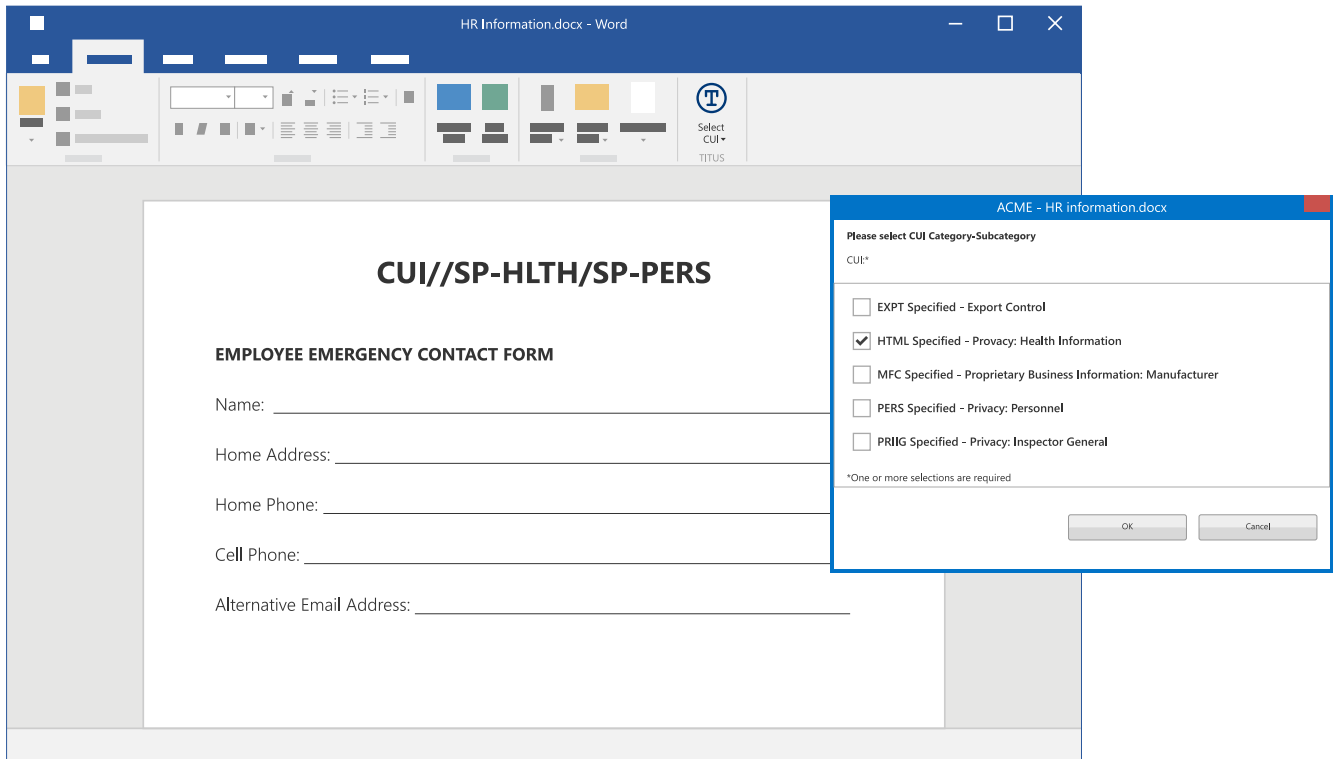 HR Information.docx - Word
Select
CUI
TITUS
CUI//SP-HLTH/SP-PERS
EMPLOYEE EMERGENCY CONTACT FORM
Name:
Home Address:
Home Phone:
Cell Phone:
Alternative Email Address:
ACME - HR information.docx
Please select CUI Category-Subcategory
CUI:*
EXPT Specified - Export Control
HTML Specified - Provacy: Health Information
MFC Specified - Proprietary Business Information: Manufacturer
PERS Specified - Privacy: Personnel
PRIIG Specified - Privacy: Inspector General
*One or more selections are required
OK
Cancel